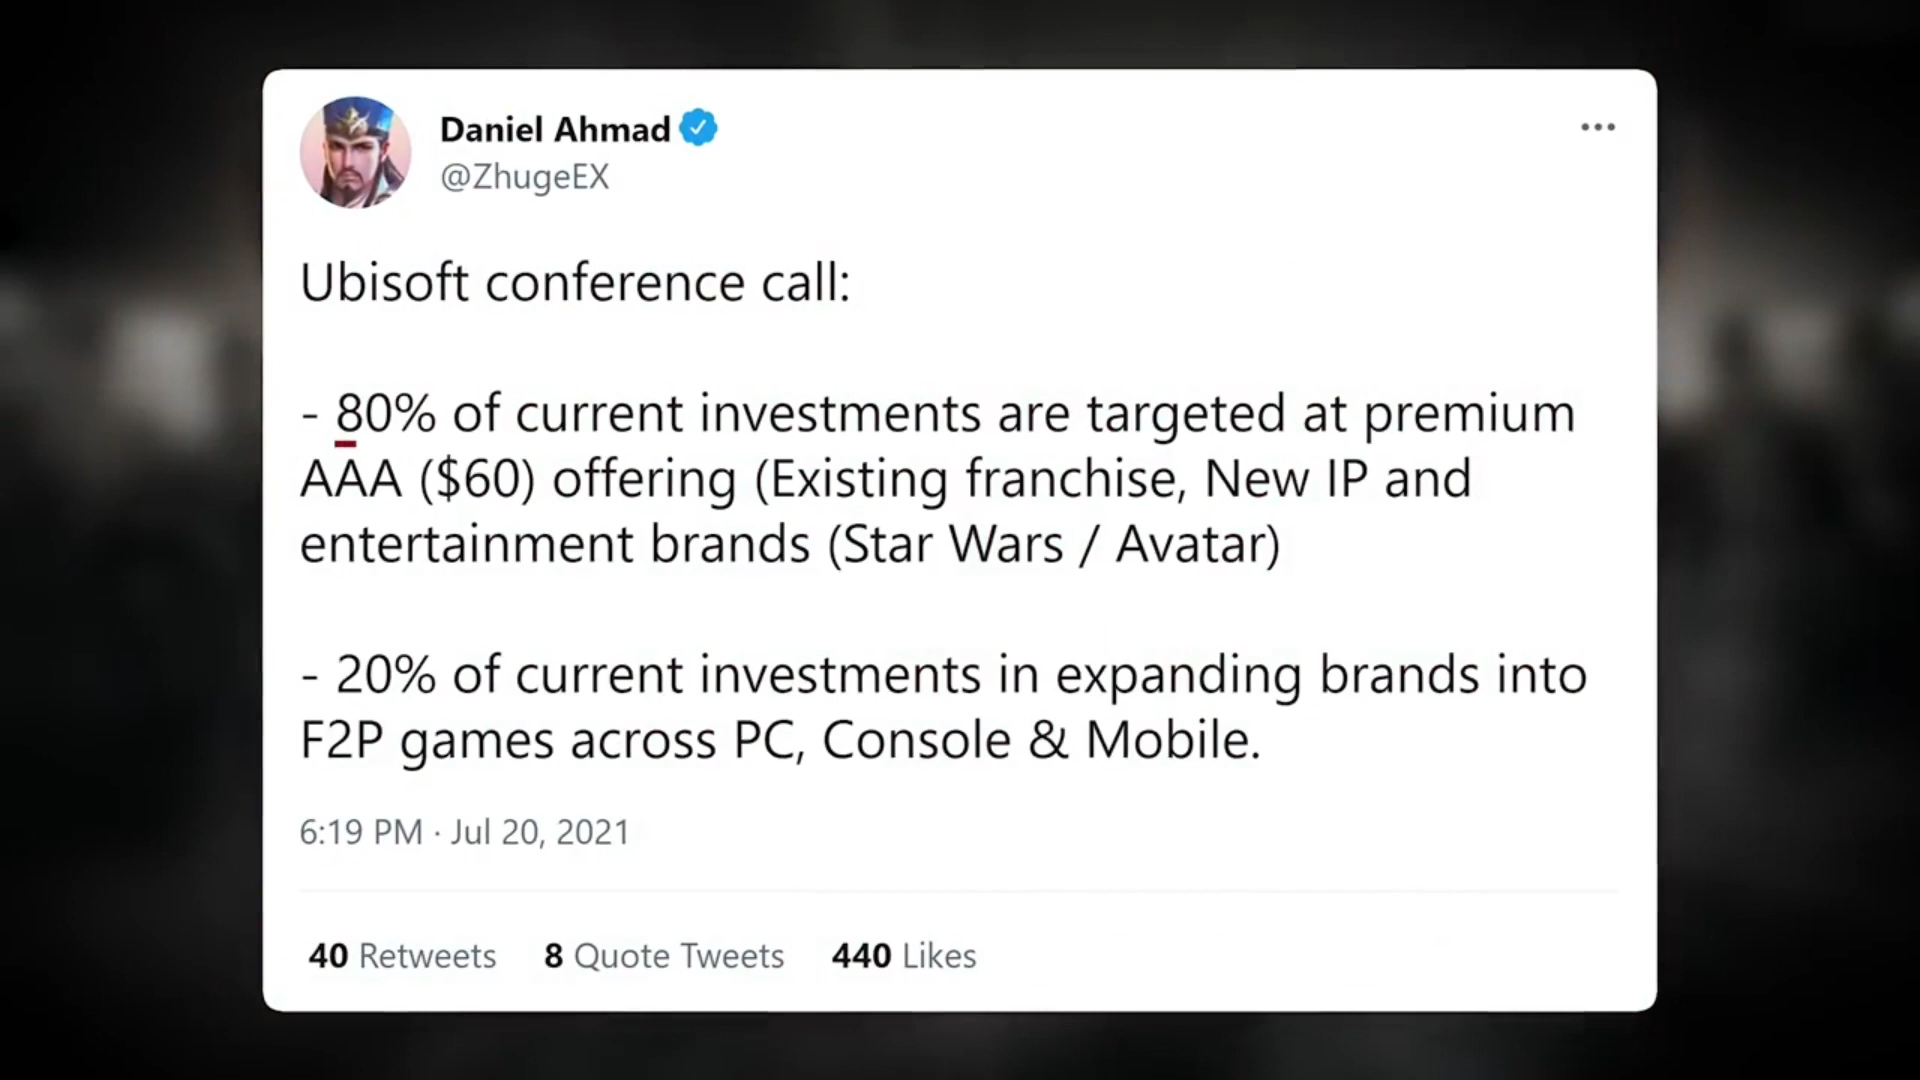 Daniel Ahmad
@ZhugeEX
Ubisoft conference call:
- 80% of current investments are targeted at premium
AAA ($60) offering (Existing franchise, New IP and
entertainment brands (Star Wars / Avatar)
- 20% of current investments in expanding brands into
F2P games across PC, Console & Mobile.
6:19 PM · Jul 20, 2021
40 Retweets 8 Quote Tweets 440 Likes